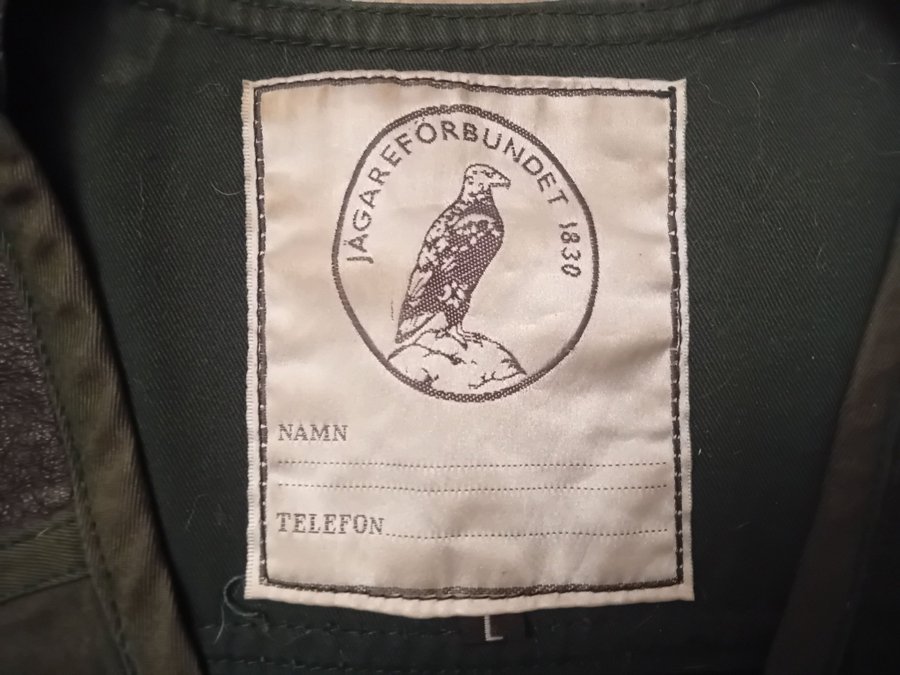 JÄGAREFÖRBUNDET 1830
NAMN
TELEFON
L